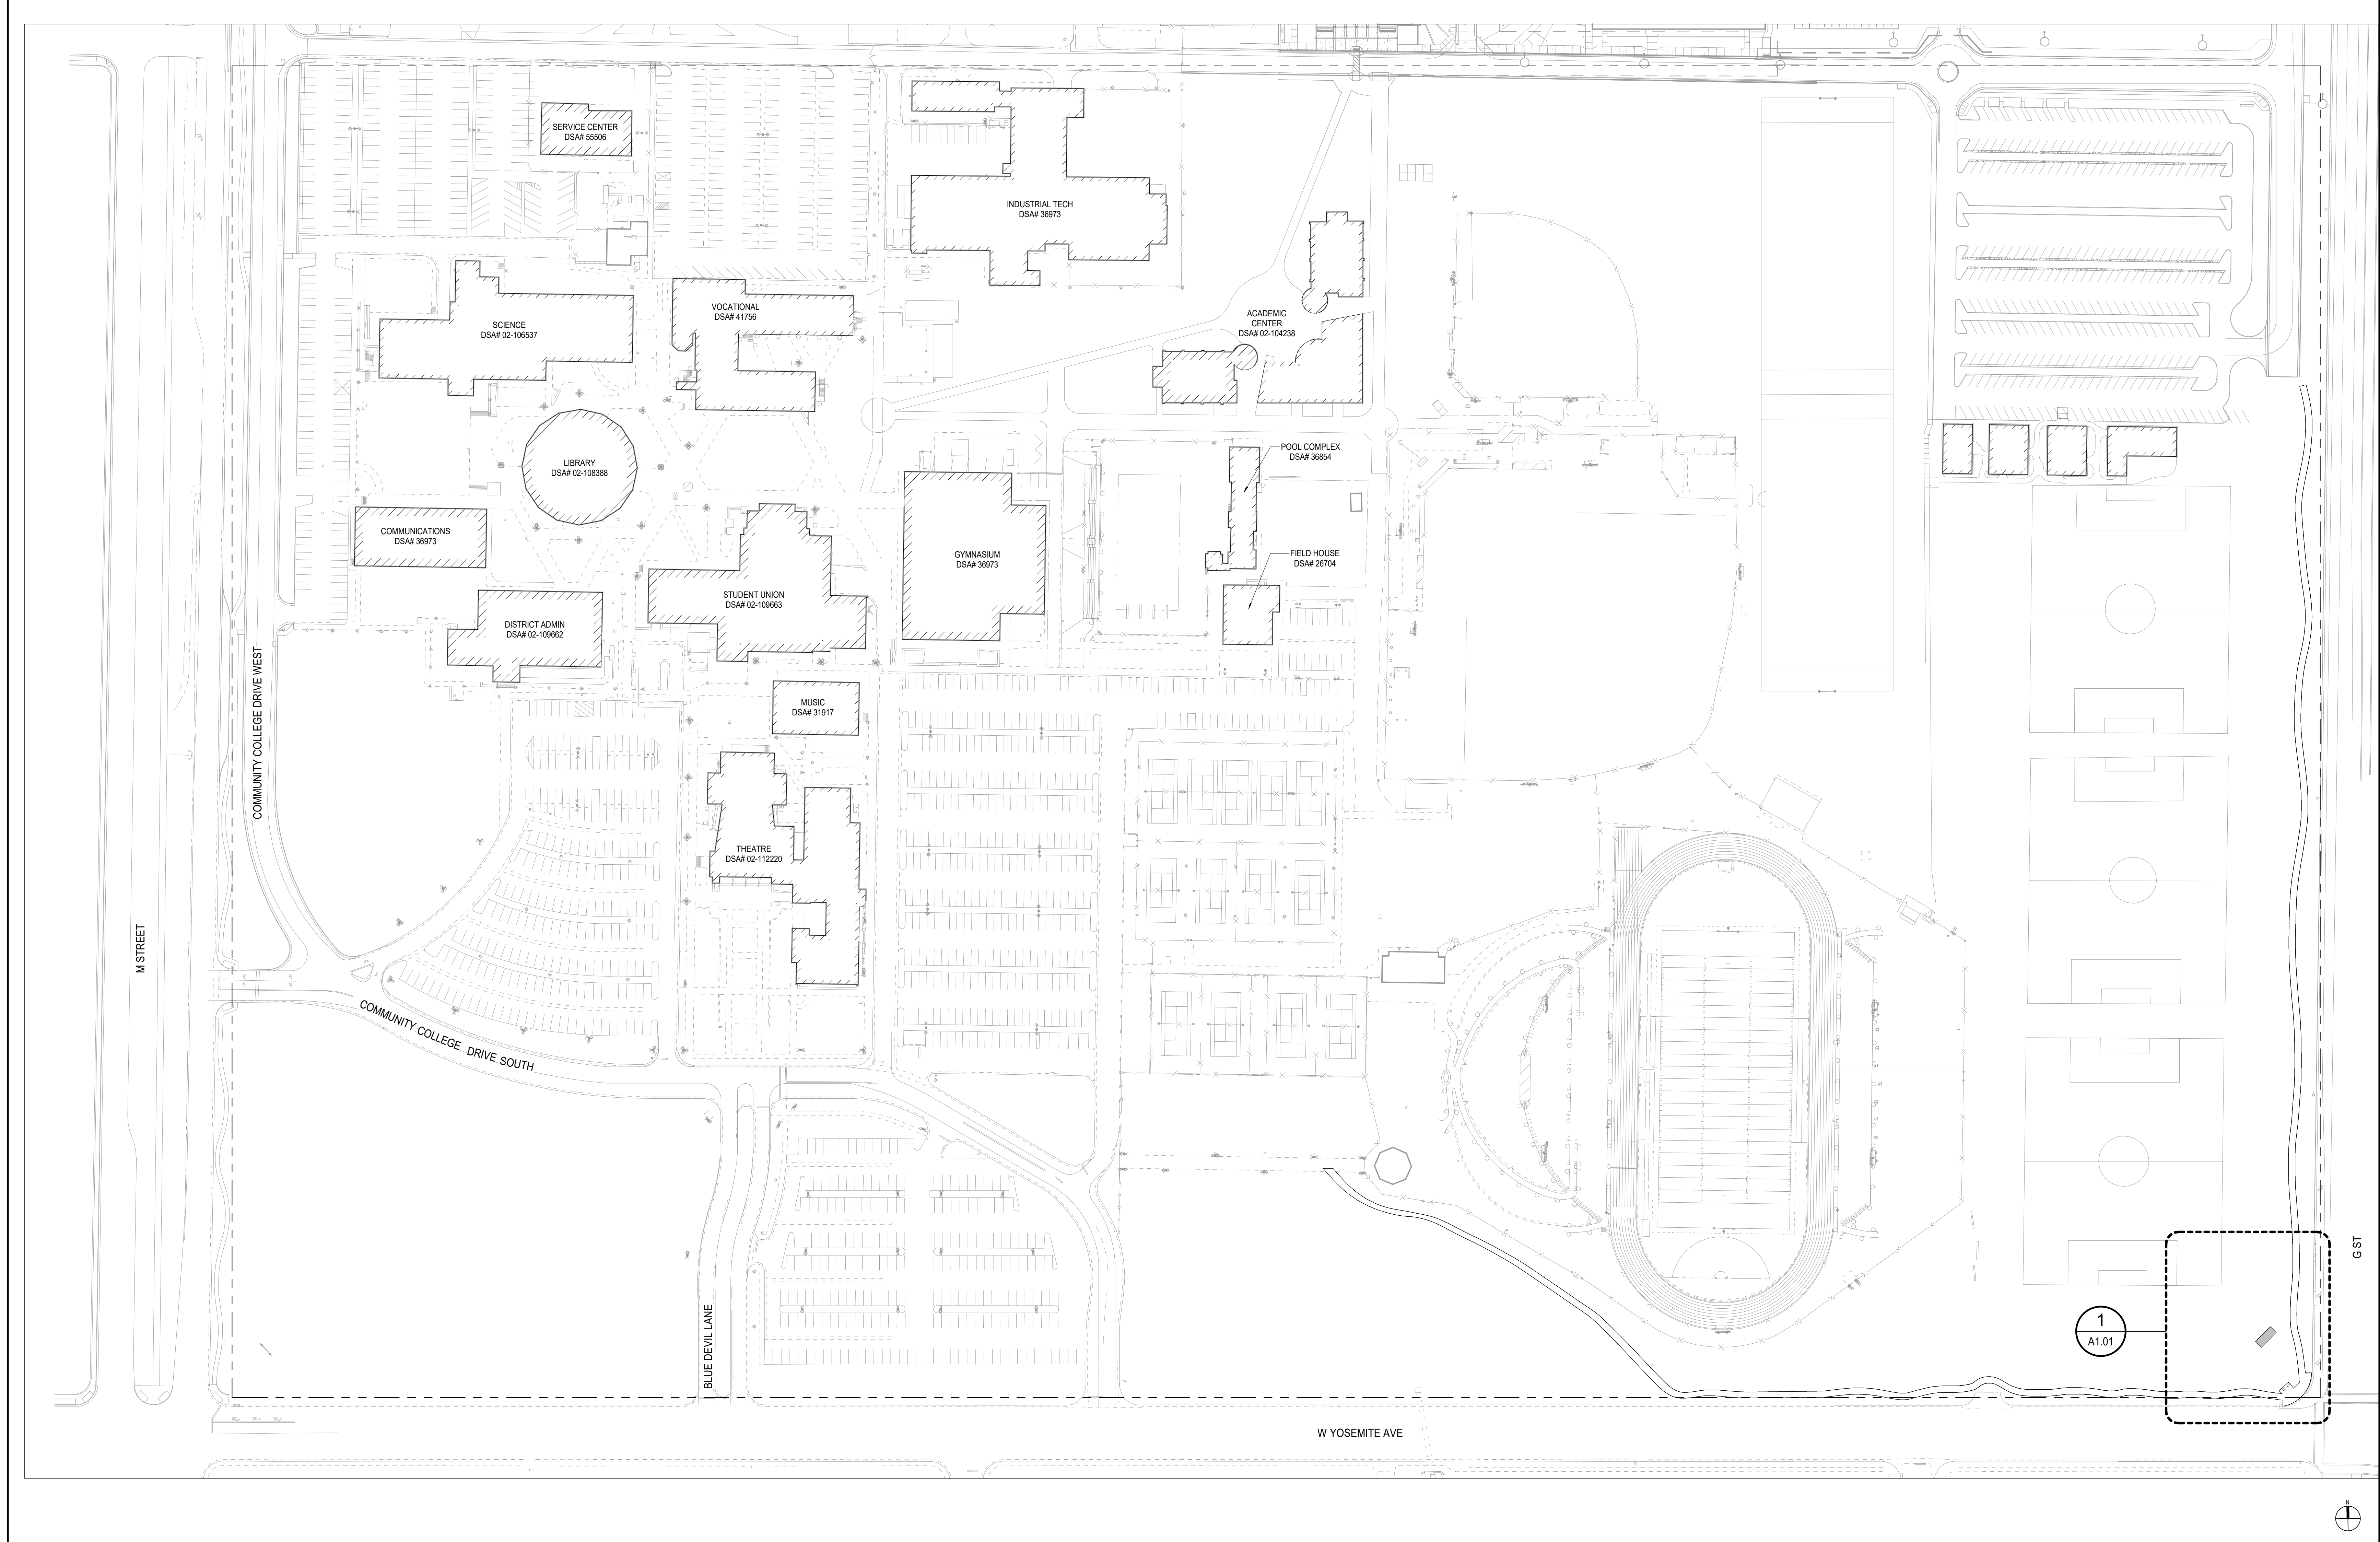 SERVICE CENTER
DSA# 55506
INDUSTRIAL TECH
DSA# 36973
VOCATIONAL
DSA# 41756
SCIENCE
DSA# 02-106537
ACADEMIC
CENTER
DSA# 02-104238
LIBRARY
DSA# 02-108388
POOL COMPLEX
DSA# 36854
COMMUNICATIONS
DSA# 36973
GYMNASIUM
DSA# 36973
FIELD HOUSE
DSA# 26704
STUDENT UNION
DSA# 02-109663
DISTRICT ADMIN
DSA# 02-109662
MUSIC
DSA# 31917
COMMUNITY COLLEGE DRIVE WEST
THEATRE
DSA# 02-112220
M STREET
COMMUNITY COLLEGE DRIVE SOUTH
G ST
1
A1.01
BLUE DEVIL LANE
W YOSEMITE AVE
N